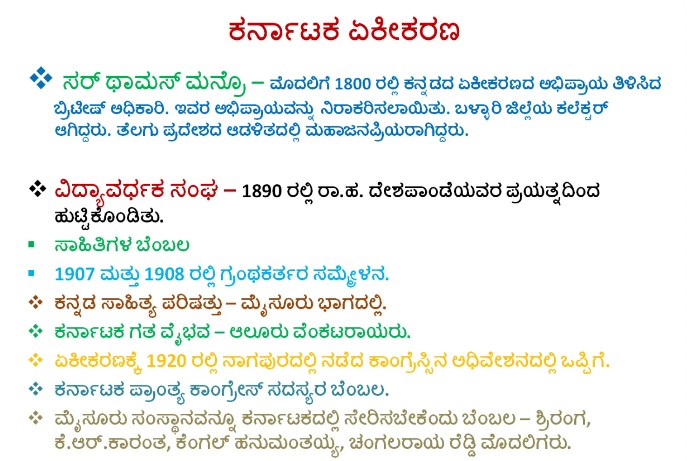 ಕರ್ನಾಟಕ ಏಕೀಕರಣ
❖ ಸರ್ ಥಾಮಸ್ ಮನ್ರೊ – ಮೊದಲಿಗೆ 1800 ರಲ್ಲಿ ಕನ್ನಡದ ಏಕೀಕರಣದ ಅಭಿಪ್ರಾಯ ತಿಳಿಸಿದ
ಬ್ರಿಟೀಷ್ ಅಧಿಕಾರಿ. ಇವರ ಅಭಿಪ್ರಾಯವನ್ನು ನಿರಾಕರಿಸಲಾಯಿತು. ಬಳ್ಳಾರಿ ಜಿಲ್ಲೆಯ ಕಲೆಕ್ಟರ್
ಆಗಿದ್ದರು. ತೆಲಗು ಪ್ರದೇಶದ ಆಡಳಿತದಲ್ಲಿ ಮಹಾಜನಪ್ರಿಯರಾಗಿದ್ದರು.
❖ ವಿದ್ಯಾವರ್ಧಕ ಸಂಘ – 1890 ರಲ್ಲಿ ರಾ.ಹ. ದೇಶಪಾಂಡೆಯವರ ಪ್ರಯತ್ನದಿಂದ
ಹುಟ್ಟಿಕೊಂಡಿತು.
▪ ಸಾಹಿತಿಗಳ ಬೆಂಬಲ
▪ 1907 ಮತ್ತು 1908 ರಲ್ಲಿ ಗ್ರಂಥಕರ್ತರ ಸಮ್ಮೇಳನ.
❖ ಕನ್ನಡ ಸಾಹಿತ್ಯ ಪರಿಷತ್ತು – ಮೈಸೂರು ಭಾಗದಲ್ಲಿ.
❖ ಕರ್ನಾಟಕ ಗತ ವೈಭವ – ಆಲೂರು ವೆಂಕಟರಾಯರು.
❖ ಏಕೀಕರಣಕ್ಕೆ 1920 ರಲ್ಲಿ ನಾಗಪುರದಲ್ಲಿ ನಡೆದ ಕಾಂಗ್ರೆಸ್ಸಿನ ಅಧಿವೇಶನದಲ್ಲಿ ಒಪ್ಪಿಗೆ.
❖ ಕರ್ನಾಟಕ ಪ್ರಾಂತ್ಯ ಕಾಂಗ್ರೇಸ್ ಸದಸ್ಯರ ಬೆಂಬಲ.
❖ ಮೈಸೂರು ಸಂಸ್ಥಾನವನ್ನೂ ಕರ್ನಾಟಕದಲ್ಲಿ ಸೇರಿಸಬೇಕೆಂದು ಬೆಂಬಲ – ಶ್ರಿರಂಗ,
ಕೆ.ಆರ್.ಕಾರಂತ, ಕೆಂಗಲ್ ಹನುಮಂತಯ್ಯ, ಚಂಗಲರಾಯ ರೆಡ್ಡಿ ಮೊದಲಿಗರು.